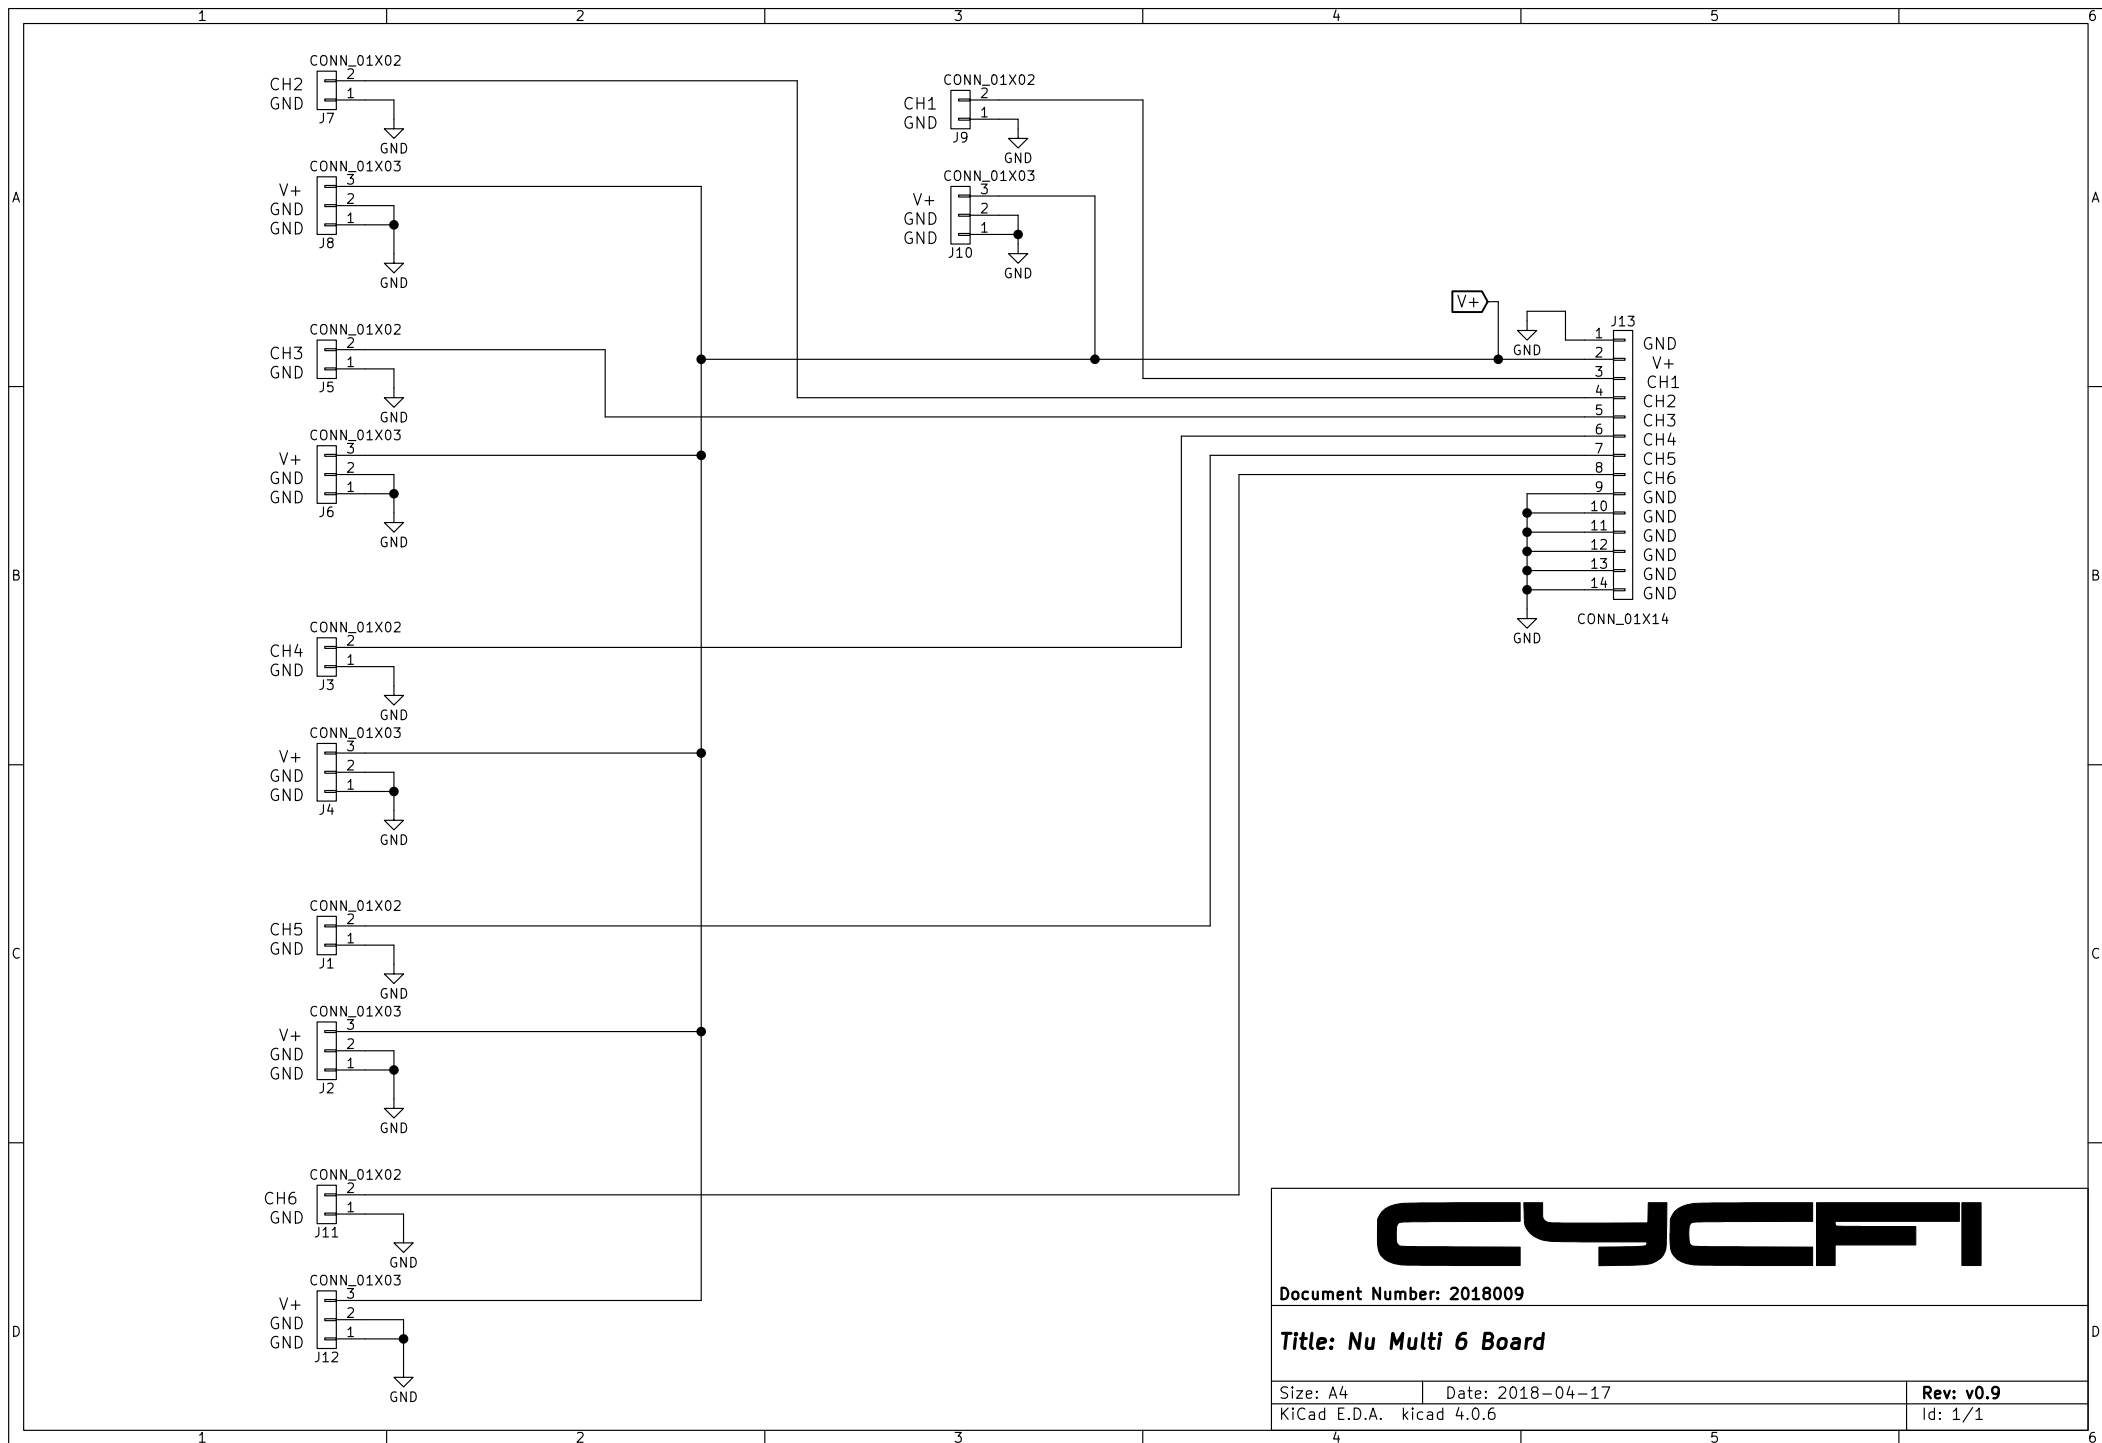 1 2 3 4 5 6
A
B
C
D
A
B
C
D
1 2 3 4 5 6
CONN_01X02
CH2 2
GND 1
J7
GND
CONN_01X03
V+ 3
GND 2
GND 1
J8
GND
CONN_01X02
CH3 2
GND 1
J5
GND
CONN_01X03
V+ 3
GND 2
GND 1
J6
GND
CONN_01X02
CH4 2
GND 1
J3
GND
CONN_01X03
V+ 3
GND 2
GND 1
J4
GND
CONN_01X02
CH5 2
GND 1
J1
GND
CONN_01X03
V+ 3
GND 2
GND 1
J2
GND
CONN_01X02
CH6 2
GND 1
J11
GND
CONN_01X03
V+ 3
GND 2
GND 1
J12
GND
CONN_01X02
CH1 2
GND 1
J9
GND
CONN_01X03
V+ 3
GND 2
GND 1
J10
GND
V+
GND
J13
1 GND
2 V+
3 CH1
4 CH2
5 CH3
6 CH4
7 CH5
8 CH6
9 GND
10 GND
11 GND
12 GND
13 GND
14 GND
CONN_01X14
GND
CYCFI
Document Number: 2018009
Title: Nu Multi 6 Board
Size: A4 Date: 2018-04-17 Rev: v0.9
KiCad E.D.A. kicad 4.0.6 Id: 1/1